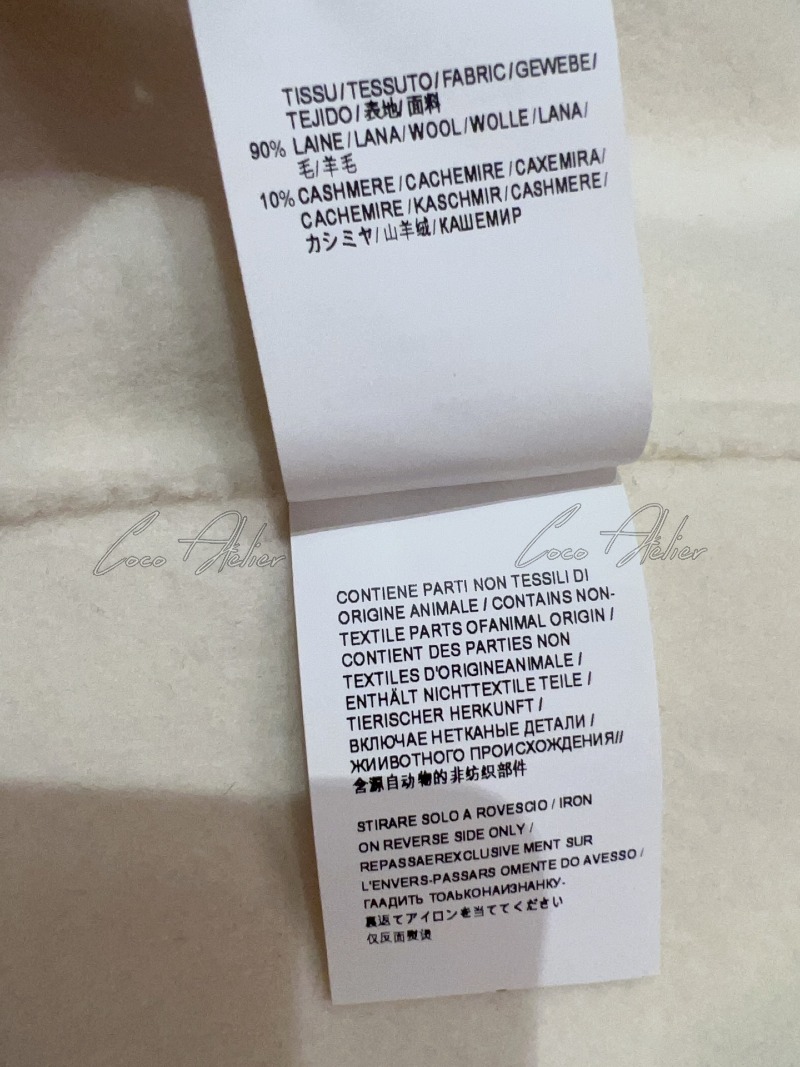 TISSU/TESSUTO/FABRIC/GEWEBE/
TEJIDO/表地/面料
90% LAINE/LANA/WOOL/WOLLE/LANA/
毛/羊毛
10% CASHMERE/CACHEMIRE/CAXEMIRA/
CACHEMIRE/KASCHMIR/CASHMERE/
カシミヤ/山羊绒/КАШЕМИР
Coco Atelier Coco Atelier
CONTIENE PARTI NON TESSILI DI
ORIGINE ANIMALE / CONTAINS NON-
TEXTILE PARTS OFANIMAL ORIGIN /
CONTIENT DES PARTIES NON
TEXTILES D'ORIGINEANIMALE /
ENTHÄLT NICHTTEXTILE TEILE /
TIERISCHER HERKUNFT /
ВКЛЮЧАЕ НЕТКАНЫЕ ДЕТАЛИ /
ЖИИВОТНОГО ПРОИСХОЖДЕНИЯ//
含源自动物的非纺织部件
STIRARE SOLO A ROVESCIO / IRON
ON REVERSE SIDE ONLY /
REPASSAEREXCLUSIVE MENT SUR
L'ENVERS-PASSARS OMENTE DO AVESSO /
ГААДИТЬ ТОАЬКОНАИЗНАНКУ-
裏返てアイロンを当ててください
仅反面熨烫